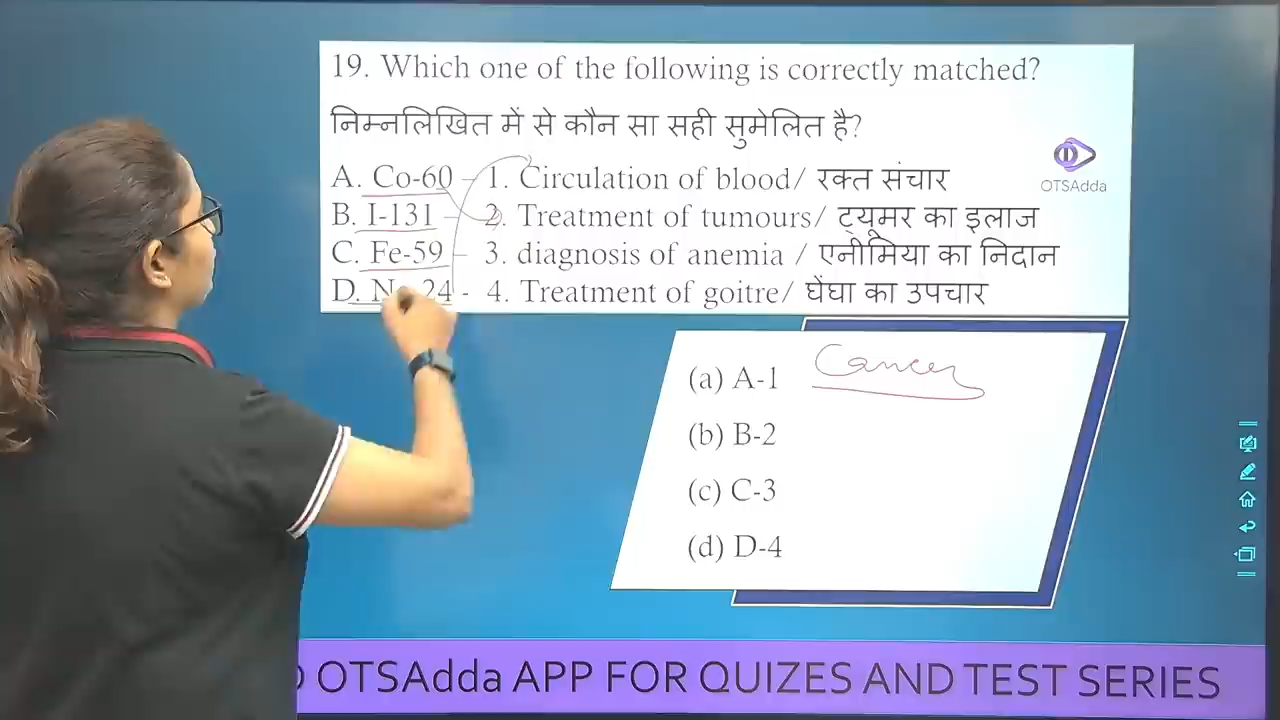 19. Which one of the following is correctly matched?
निम्नलिखित में से कौन सा सही सुमेलित है?
A. Co-60 - 1. Circulation of blood/ रक्त संचार
B. I-131 - 2. Treatment of tumours/ ट्यूमर का इलाज
C. Fe-59 - 3. diagnosis of anemia / एनीमिया का निदान
D. 24 - 4. Treatment of goitre/ घेंघा का उपचार
OTSAdda
(a) A-1 Cancer
(b) B-2
(c) C-3
(d) D-4
OTSAdda APP FOR QUIZES AND TEST SERIES